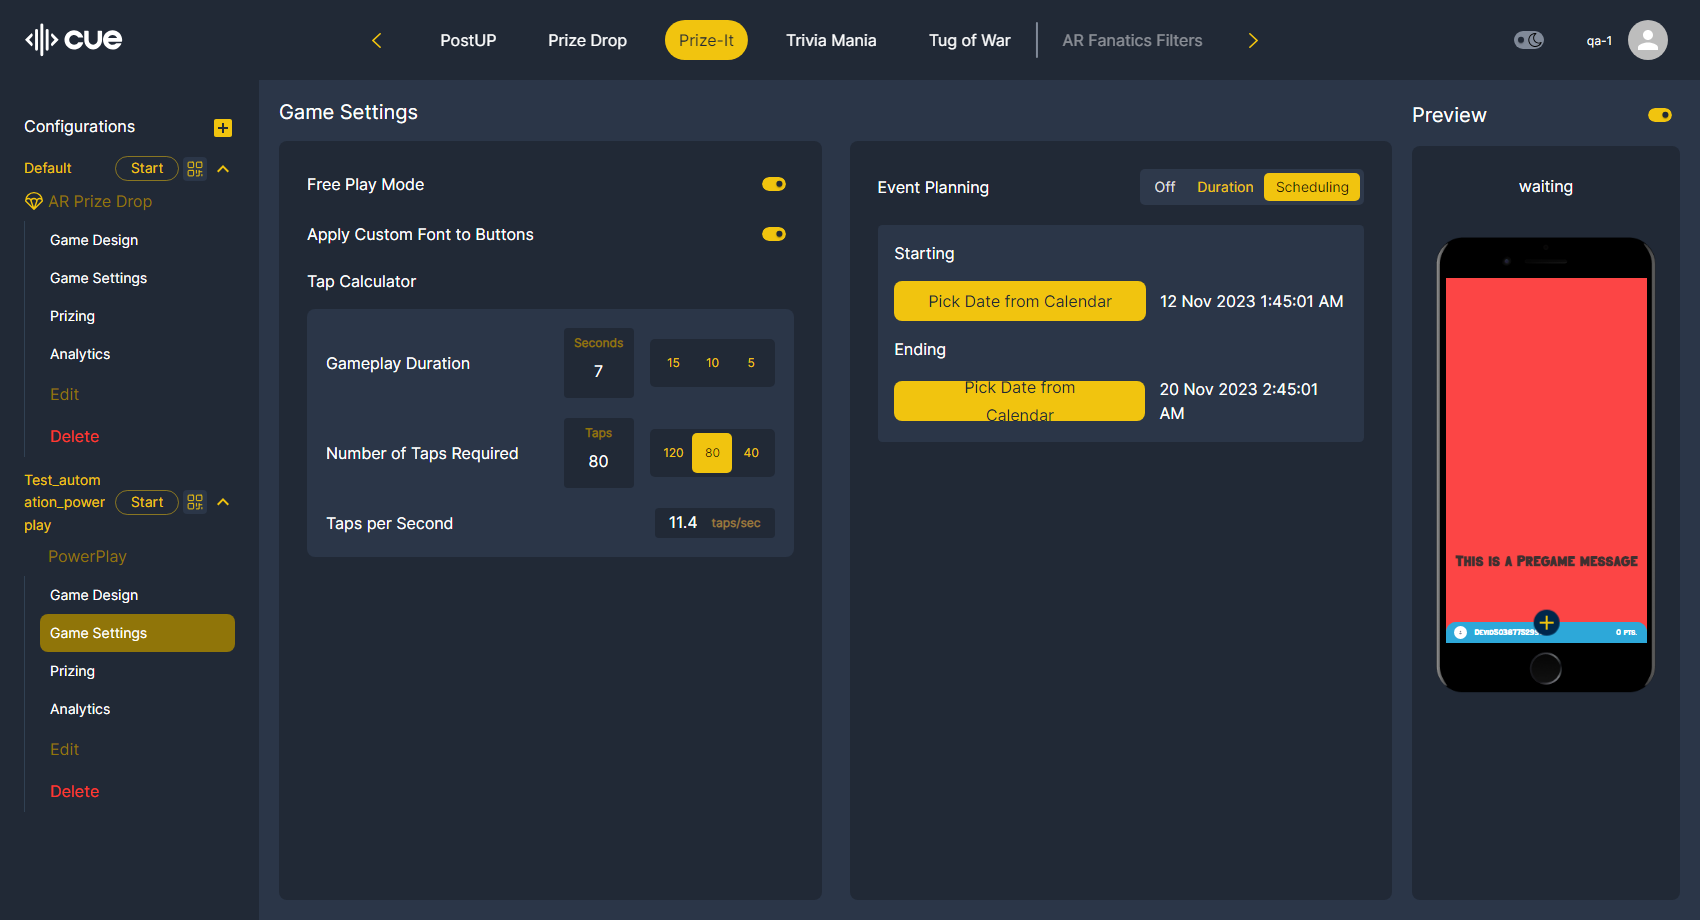 cue
PostUP
Prize Drop
Prize-It
Trivia Mania
Tug of War
AR Fanatics Filters
qa-1
Configurations
Default
Start
AR Prize Drop
Game Design
Game Settings
Prizing
Analytics
Edit
Delete
Test_autom
ation_power
play
Start
PowerPlay
Game Design
Game Settings
Prizing
Analytics
Edit
Delete
Game Settings
Free Play Mode
Apply Custom Font to Buttons
Tap Calculator
Gameplay Duration
Seconds
7
15 10 5
Number of Taps Required
Taps
80
120 80 40
Taps per Second
11.4 taps/sec
Event Planning
Off Duration Scheduling
Starting
Pick Date from Calendar
12 Nov 2023 1:45:01 AM
Ending
Pick Date from
Calendar
20 Nov 2023 2:45:01
AM
Preview
waiting
This is a Pregame message
0 pts.